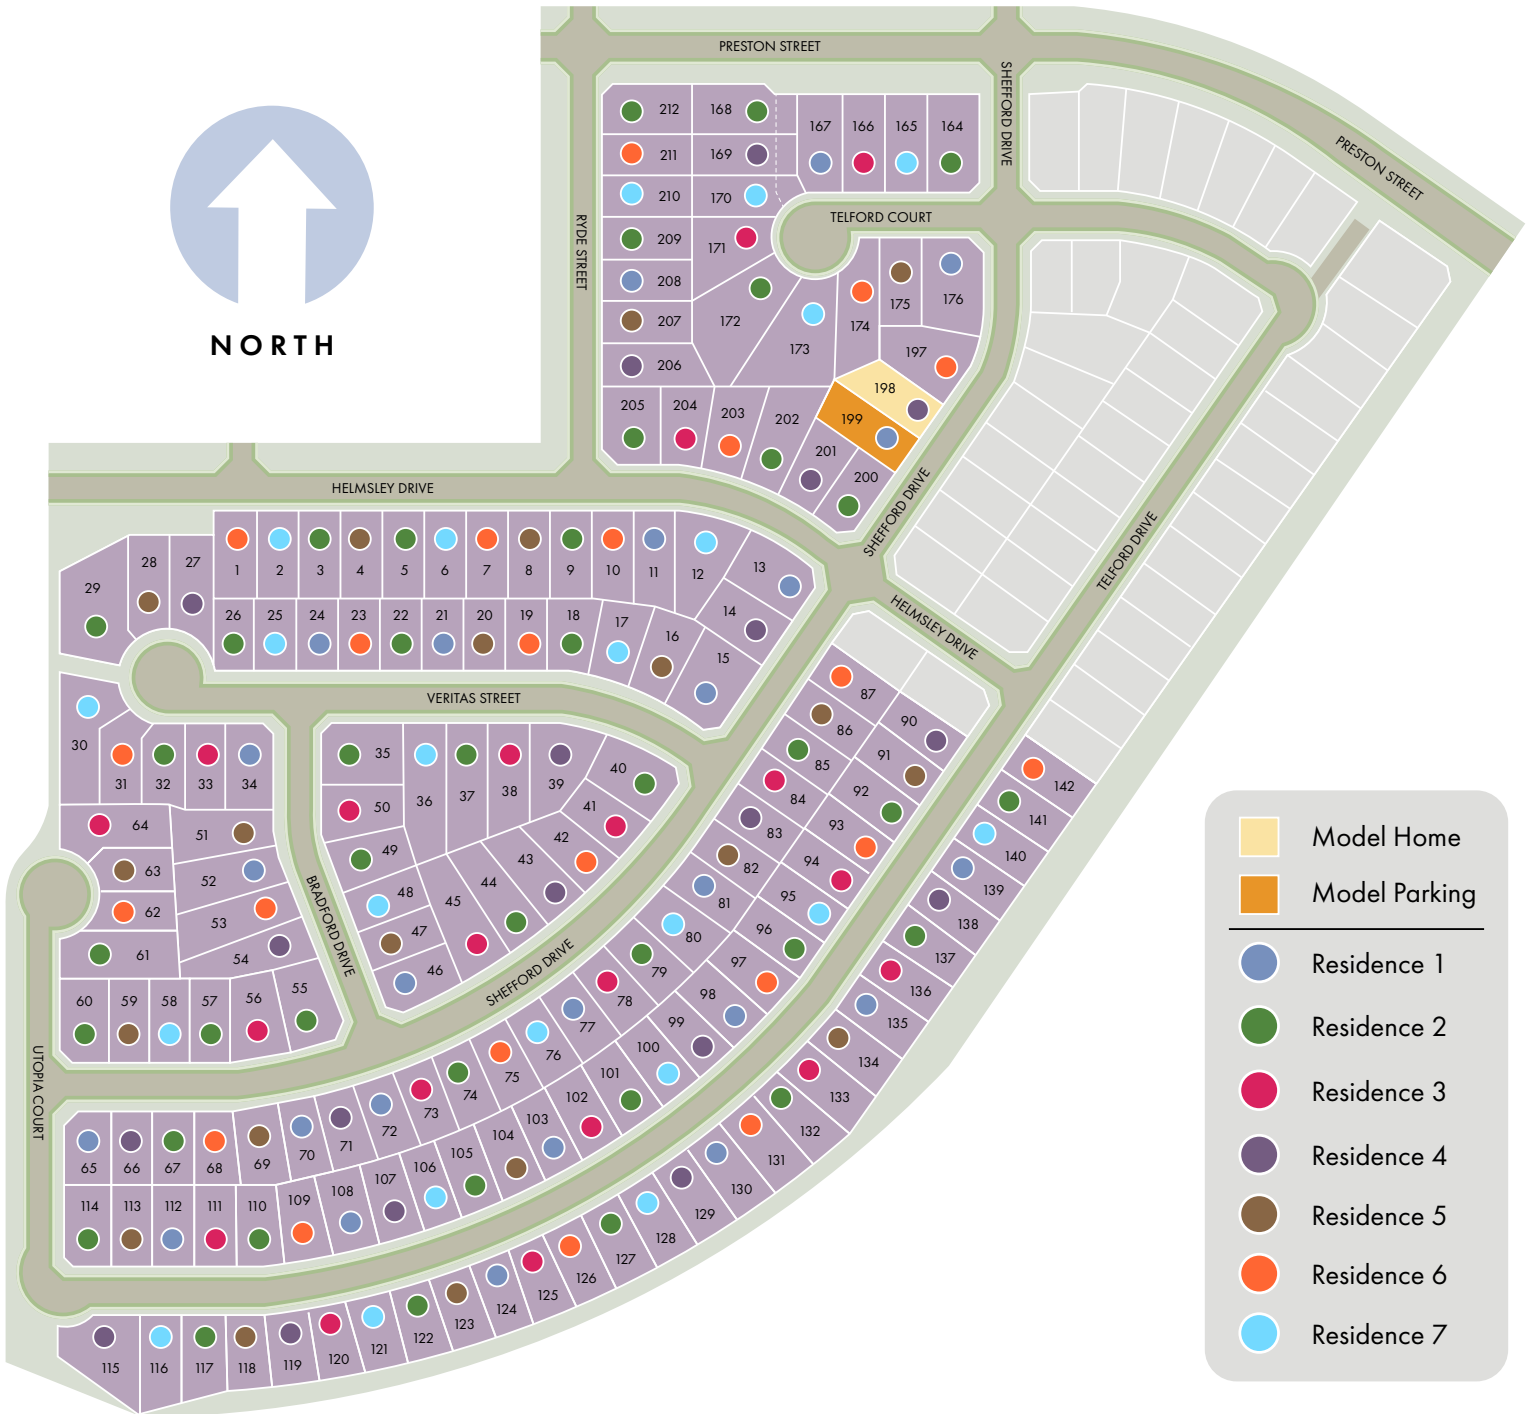 PRESTON STREET
SHEFFORD DRIVE
PRESTON STREET
NORTH
RYDE STREET
TELFORD COURT
212 168
167 166 165 164
211 169
210 170
209 171
208
207 172 173 174 175 176
206 197
198
205 204 203 202 199
201
200
HELMSLEY DRIVE
SHEFFORD DRIVE
TELFORD DRIVE
HELMSLEY DRIVE
29 28 27
1 2 3 4 5 6 7 8 9 10 11 12 13
14
26 25 24 23 22 21 20 19 18 17 16 15
VERITAS STREET
30 31 32 33 34
35 36 37 38 39 40
50 41
49 42
48 45 44 43
47
46
64 51
63 52
62 53
61 54
60 59 58 57 56 55
BRADFORD DRIVE
SHEFFORD DRIVE
UTOPIA COURT
87 90
86 91
85 92
84 93
83 94
82 95
81 96
80 97
79 98
78 99
77 100
76 101
75 102
74 103
73 104
72 105
71 106
70 107
65 66 67 68 69
114 113 112 111 110 109 108
142
141
140
139
138
137
136
135
134
133
132
131
130
129
128
127
126
125
124
123
122
121
120
119
115 116 117 118
Model Home
Model Parking
Residence 1
Residence 2
Residence 3
Residence 4
Residence 5
Residence 6
Residence 7